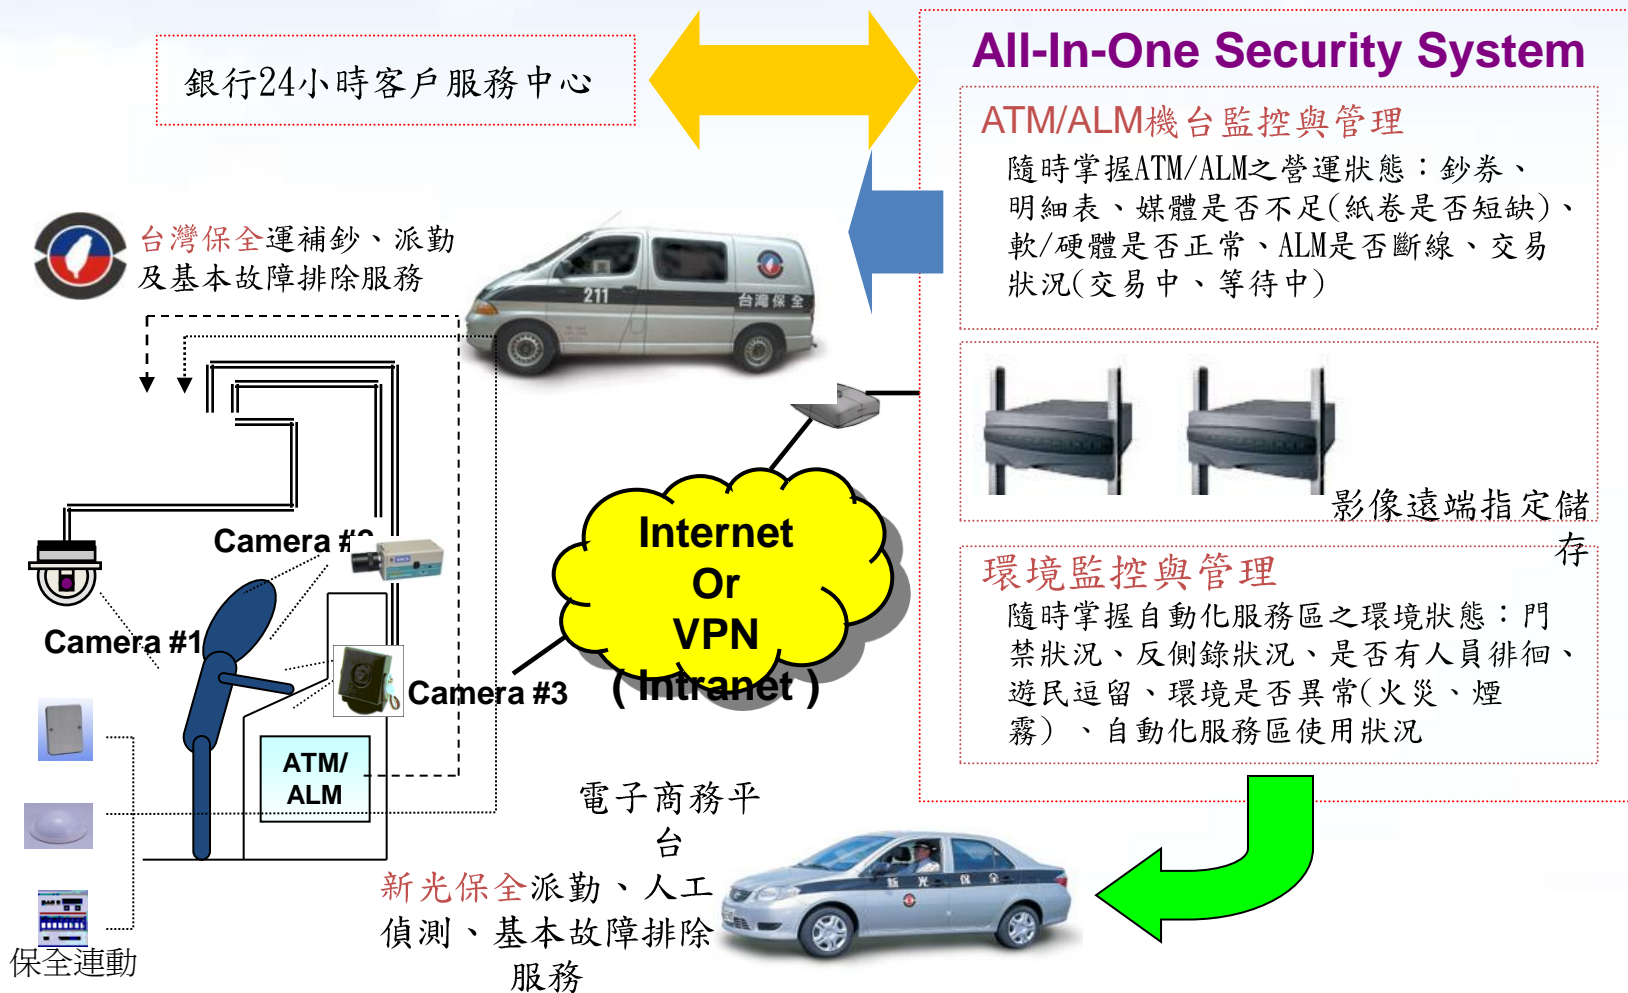 銀行24小時客戶服務中心
All-In-One Security System
ATM/ALM機台監控與管理
隨時掌握ATM/ALM之營運狀態：鈔券、
明細表、媒體是否不足(紙卷是否短缺)、
軟/硬體是否正常、ALM是否斷線、交易
狀況(交易中、等待中)
台灣保全運補鈔、派勤
及基本故障排除服務
211
台灣保全
影像遠端指定儲
存
Camera #2
Camera #1
Camera #3
Internet
Or
VPN
( Intranet )
環境監控與管理
隨時掌握自動化服務區之環境狀態：門
禁狀況、反側錄狀況、是否有人員徘徊、
遊民逗留、環境是否異常(火災、煙
霧)、自動化服務區使用狀況
ATM/
ALM
電子商務平
台
新光保全派勤、人工
偵測、基本故障排除
服務
新光保全
保全連動